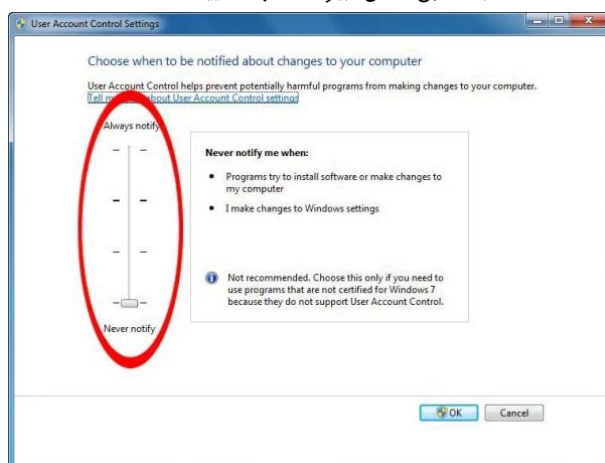 User Account Control Settings
Choose when to be notified about changes to your computer
User Account Control helps prevent potentially harmful programs from making changes to your computer.
Tell me about User Account Control settings
Always notify
Never notify me when:
• Programs try to install software or make changes to
my computer
• I make changes to Windows settings
Not recommended. Choose this only if you need to
use programs that are not certified for Windows 7
because they do not support User Account Control.
Never notify
OK Cancel